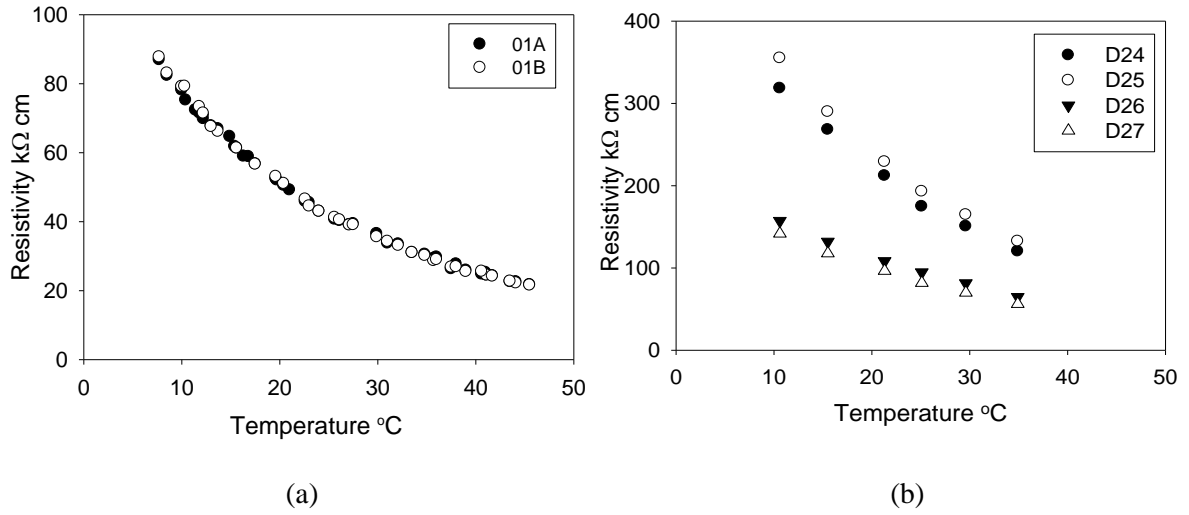 100
80
60
40
20
0
0 10 20 30 40 50
Resistivity kΩ cm
Temperature °C
01A
01B
(a)
400
300
200
100
0
0 10 20 30 40 50
Resistivity kΩ cm
Temperature °C
D24
D25
D26
D27
(b)